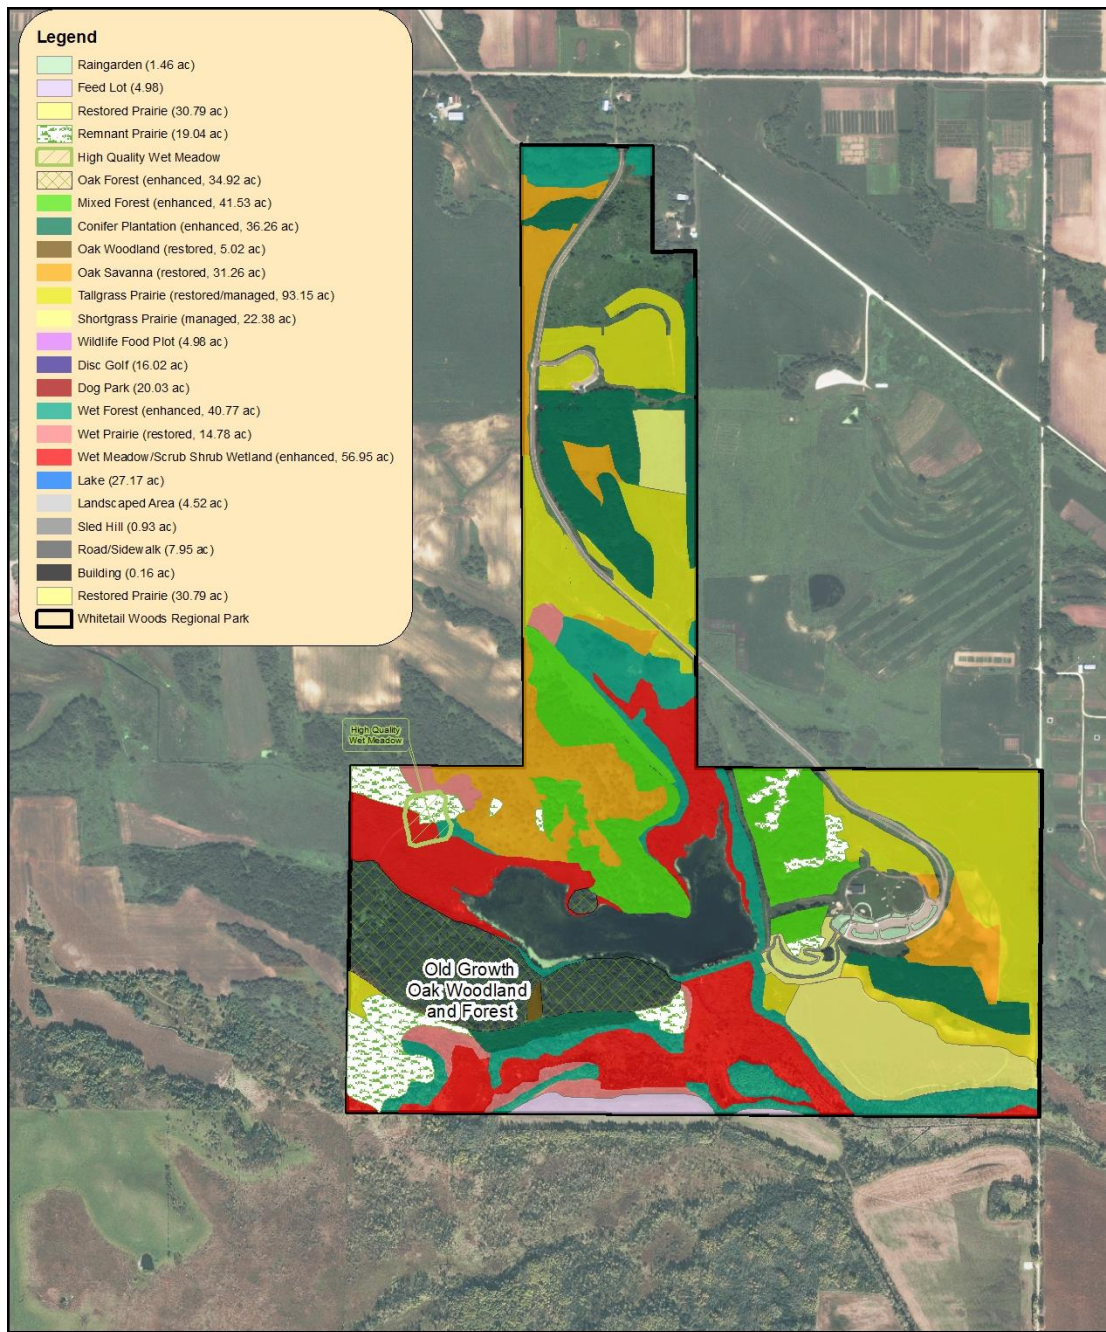 Legend
Raingarden (1.46 ac)
Feed Lot (4.98)
Restored Prairie (30.79 ac)
Remnant Prairie (19.04 ac)
High Quality Wet Meadow
Oak Forest (enhanced, 34.92 ac)
Mixed Forest (enhanced, 41.53 ac)
Conifer Plantation (enhanced, 36.26 ac)
Oak Woodland (restored, 5.02 ac)
Oak Savanna (restored, 31.26 ac)
Tallgrass Prairie (restored/managed, 93.15 ac)
Shortgrass Prairie (managed, 22.38 ac)
Wildlife Food Plot (4.98 ac)
Disc Golf (16.02 ac)
Dog Park (20.03 ac)
Wet Forest (enhanced, 40.77 ac)
Wet Prairie (restored, 14.78 ac)
Wet Meadow/Scrub Shrub Wetland (enhanced, 56.95 ac)
Lake (27.17 ac)
Landscaped Area (4.52 ac)
Sled Hill (0.93 ac)
Road/Sidewalk (7.95 ac)
Building (0.16 ac)
Restored Prairie (30.79 ac)
Whitetail Woods Regional Park
High Quality
Wet Meadow
Old Growth
Oak Woodland
and Forest